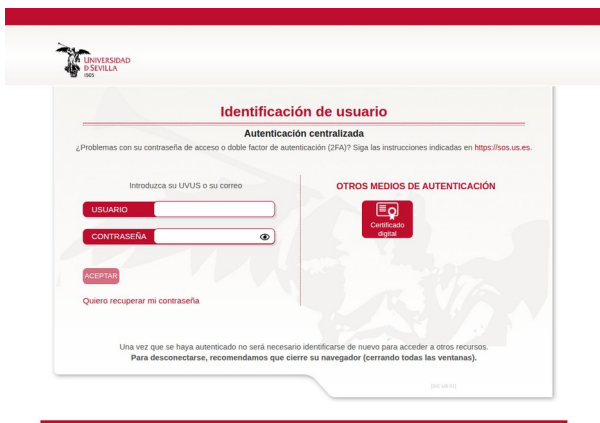 UNIVERSIDAD
D SEVILLA
1505
Identificación de usuario
Autenticación centralizada
¿Problemas con su contraseña de acceso o doble factor de autenticación (2FA)? Siga las instrucciones indicadas en https://sos.us.es.
Introduzca su UVUS o su correo
USUARIO
CONTRASEÑA
ACEPTAR
Quiero recuperar mi contraseña
OTROS MEDIOS DE AUTENTICACIÓN
Certificado
digital
Una vez que se haya autenticado no será necesario identificarse de nuevo para acceder a otros recursos.
Para desconectarse, recomendamos que cierre su navegador (cerrando todas las ventanas).